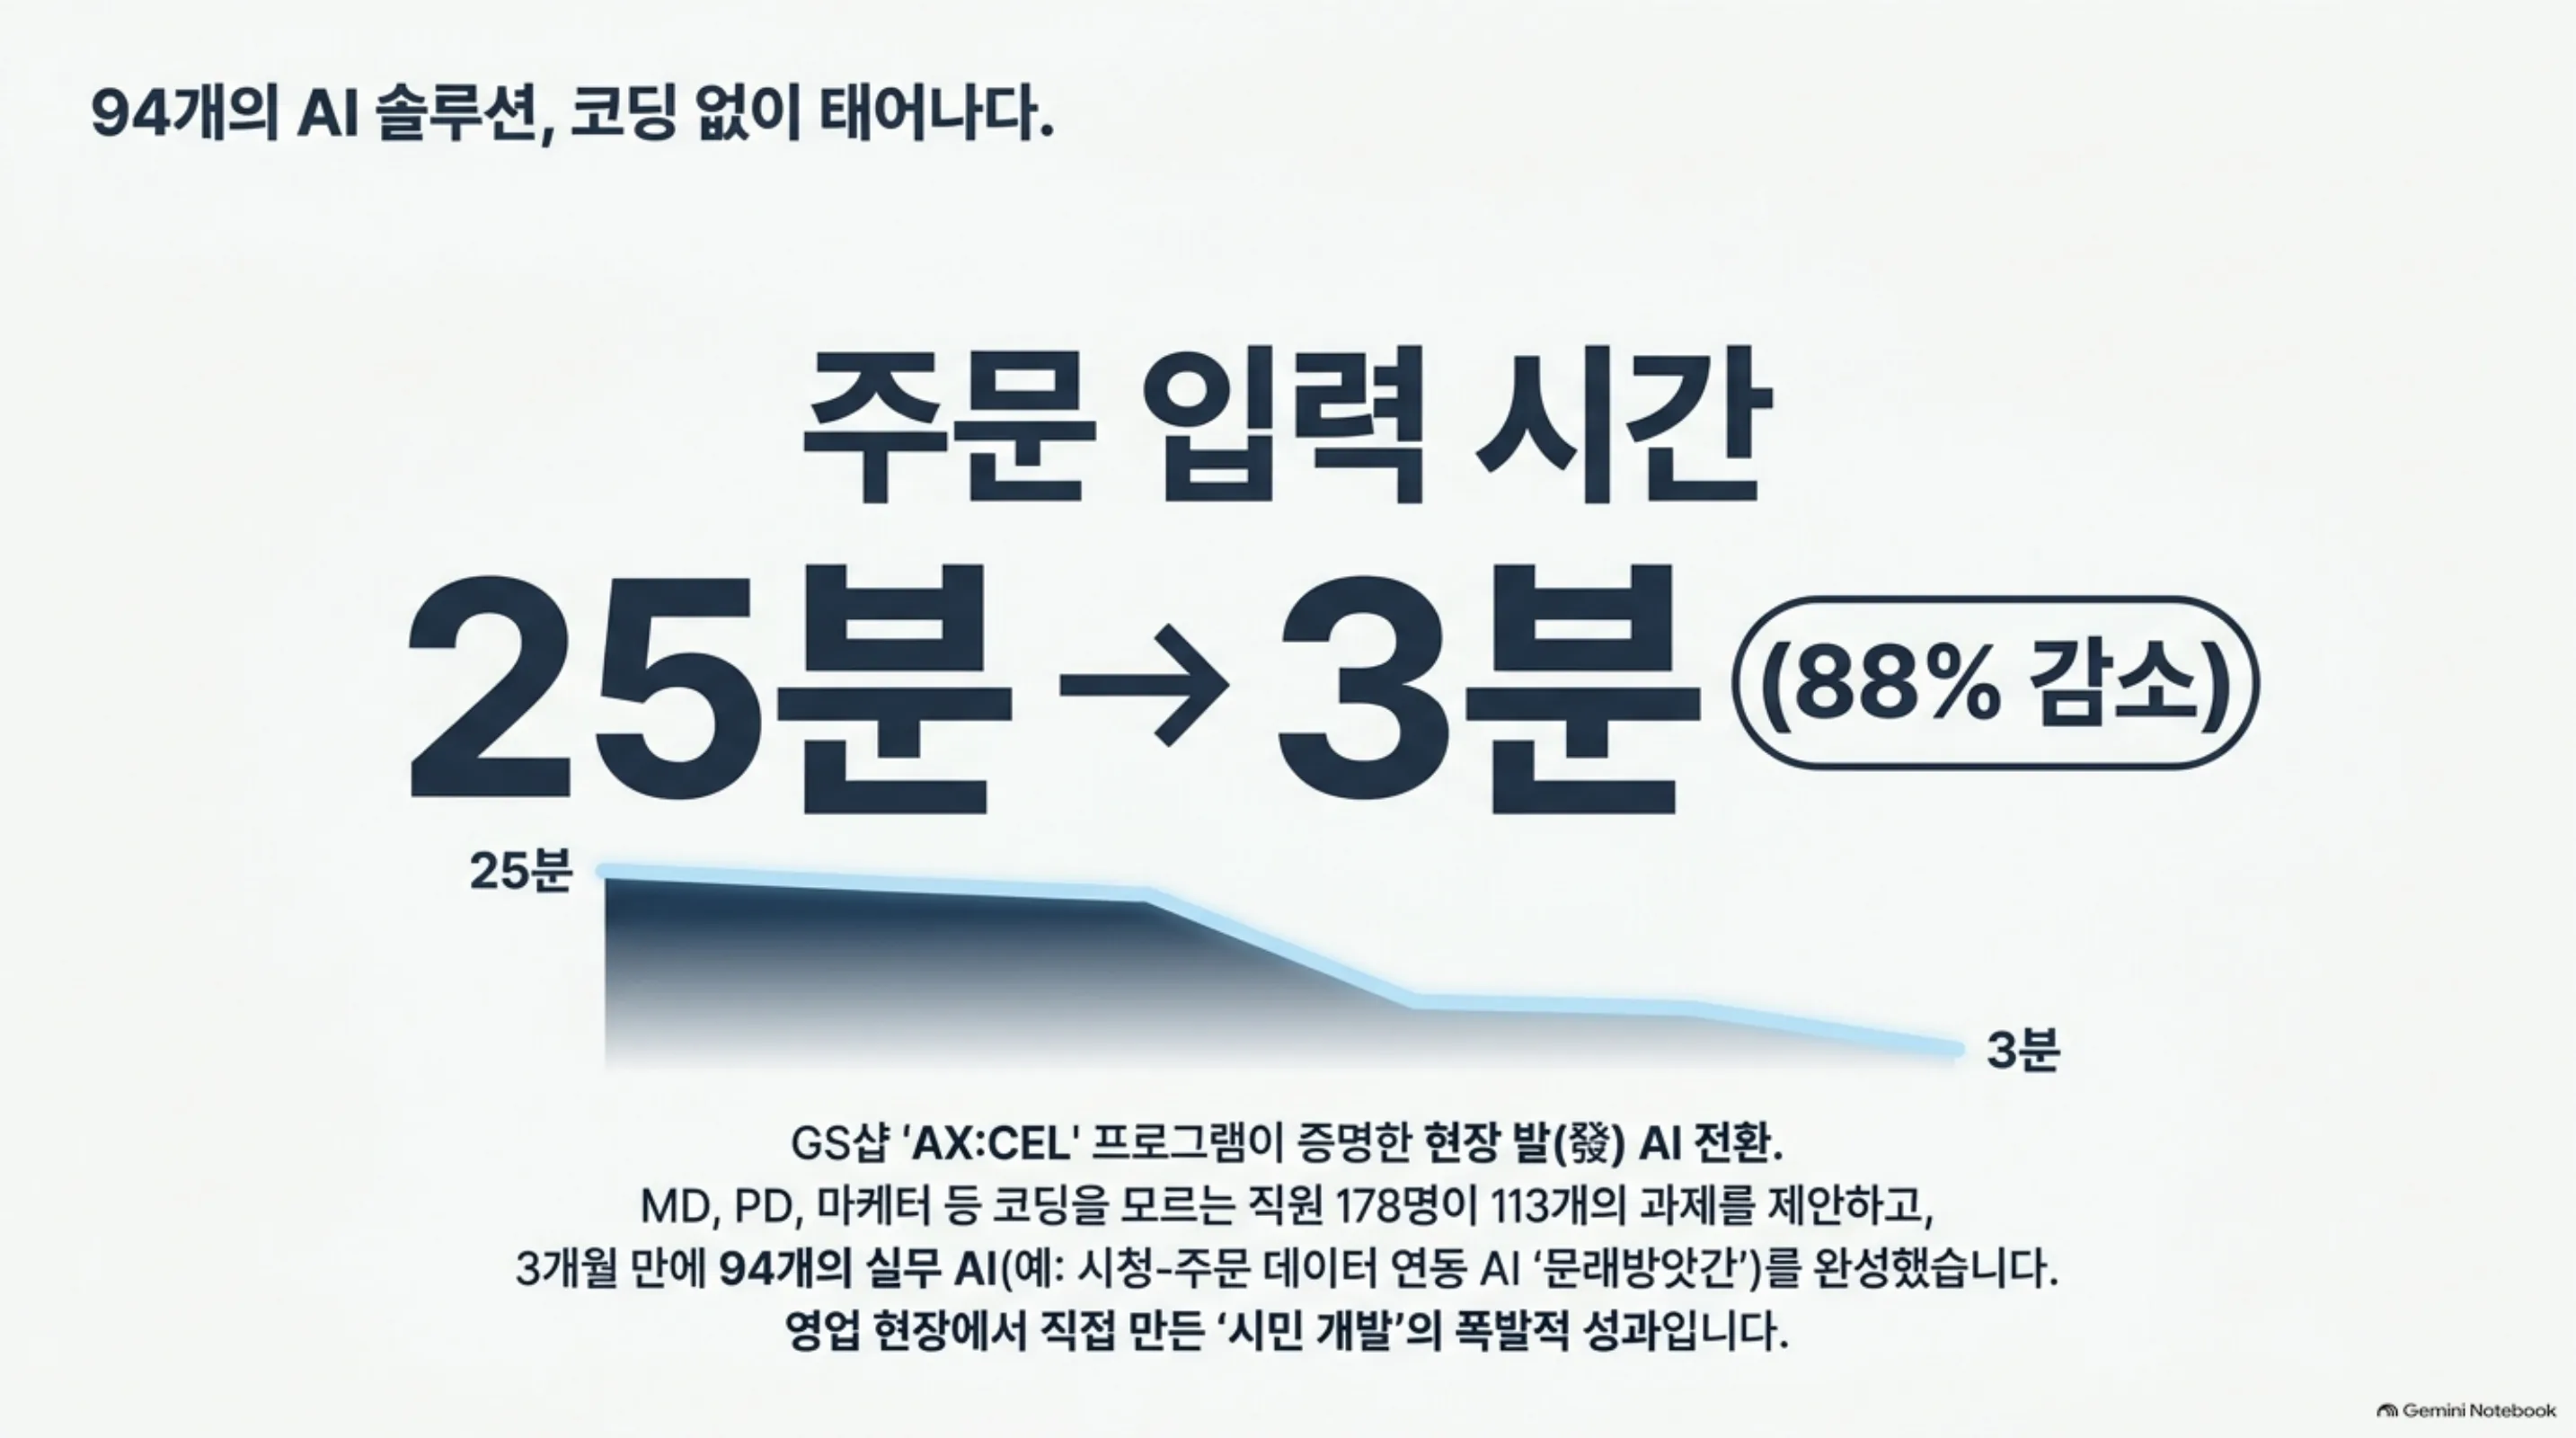 94개의 AI 솔루션, 코딩 없이 태어나다.
주문 입력 시간
25분 → 3분 (88% 감소)
25분
3분
GS샵 ‘AX:CEL' 프로그램이 증명한 현장 발(發) AI 전환.
MD, PD, 마케터 등 코딩을 모르는 직원 178명이 113개의 과제를 제안하고,
3개월 만에 94개의 실무 AI(예: 시청-주문 데이터 연동 AI ‘문래방앗간’)를 완성했습니다.
영업 현장에서 직접 만든 ‘시민 개발’의 폭발적 성과입니다.
Gemini Notebook